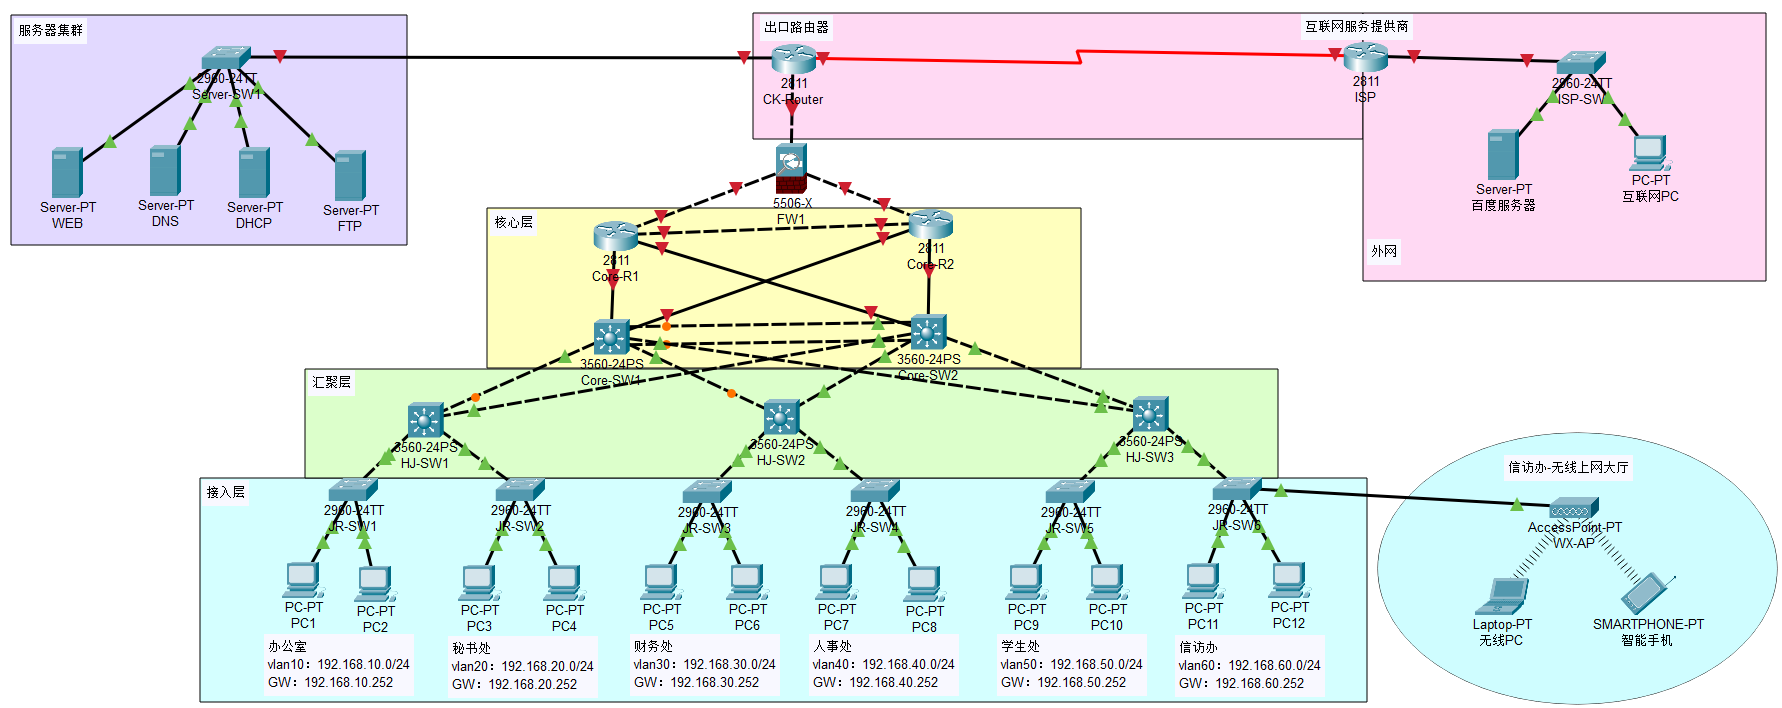 服务器集群
2960-24TT
Server-SW1
Server-PT
WEB
Server-PT
DNS
Server-PT
DHCP
Server-PT
FTP
出口路由器
2811
CK-Router
互联网服务提供商
2811
ISP
2960-24TT
ISP-SW
Server-PT
百度服务器
PC-PT
互联网PC
外网
5506-X
FW1
核心层
2811
Core-R1
2811
Core-R2
3560-24PS
Core-SW1
3560-24PS
Core-SW2
汇聚层
3560-24PS
HJ-SW1
3560-24PS
HJ-SW2
3560-24PS
HJ-SW3
接入层
2960-24TT
JR-SW1
2960-24TT
JR-SW2
2960-24TT
JR-SW3
2960-24TT
JR-SW4
2960-24TT
JR-SW5
2960-24TT
JR-SW6
PC-PT
PC1
PC-PT
PC2
PC-PT
PC3
PC-PT
PC4
PC-PT
PC5
PC-PT
PC6
PC-PT
PC7
PC-PT
PC8
PC-PT
PC9
PC-PT
PC10
PC-PT
PC11
PC-PT
PC12
办公室
vlan10：192.168.10.0/24
GW：192.168.10.252
秘书处
vlan20：192.168.20.0/24
GW：192.168.20.252
财务处
vlan30：192.168.30.0/24
GW：192.168.30.252
人事处
vlan40：192.168.40.0/24
GW：192.168.40.252
学生处
vlan50：192.168.50.0/24
GW：192.168.50.252
信访办
vlan60：192.168.60.0/24
GW：192.168.60.252
信访办-无线上网大厅
AccessPoint-PT
WX-AP
Laptop-PT
无线PC
SMARTPHONE-PT
智能手机